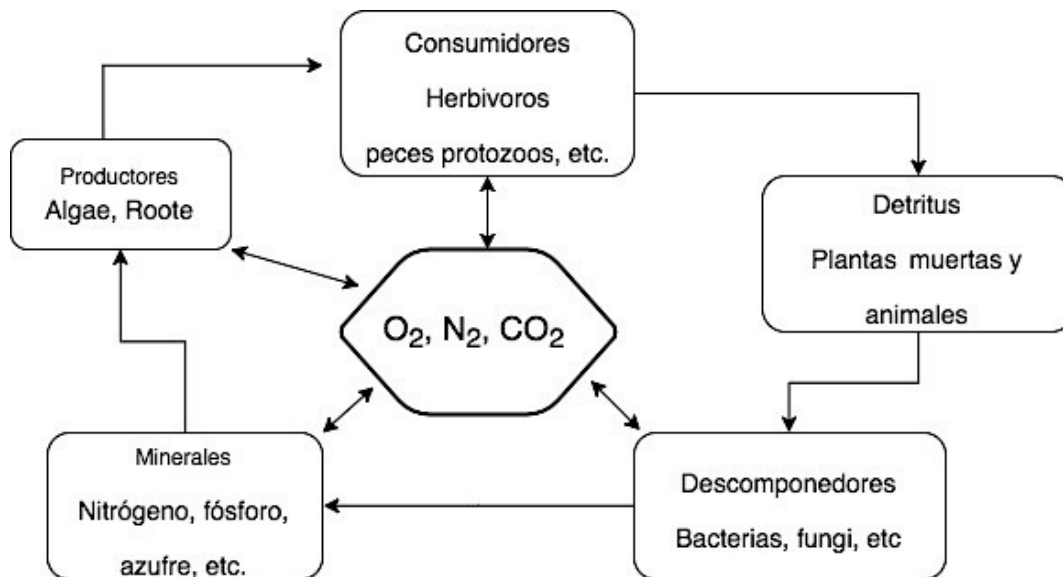 Consumidores
Herbivoros
peces protozoos, etc.
Productores
Algae, Roote
Detritus
Plantas muertas y
animales
O₂, N₂, CO₂
Minerales
Nitrógeno, fósforo,
azufre, etc.
Descomponedores
Bacterias, fungi, etc